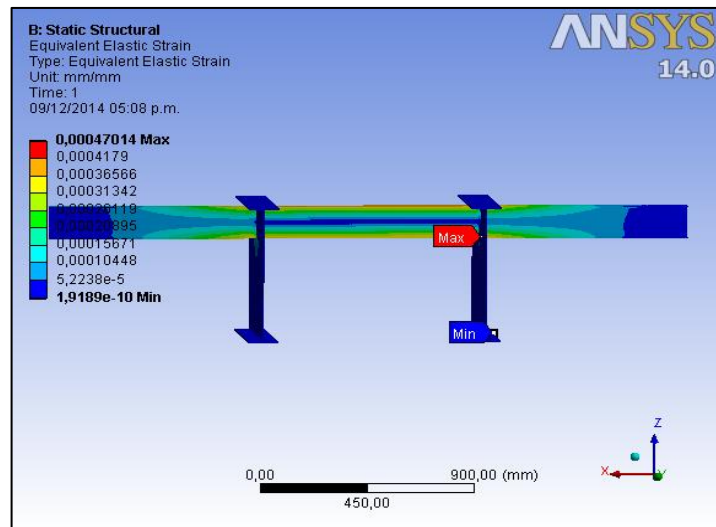 B: Static Structural
Equivalent Elastic Strain
Type: Equivalent Elastic Strain
Unit: mm/mm
Time: 1
09/12/2014 05:08 p.m.
ANSYS
14.0
0,00047014 Max
0,0004179
0,00036566
0,00031342
0,00026119
0,00020895
0,00015671
0,00010448
5,2238e-5
1,9189e-10 Min
Max
Min
0,00
900,00 (mm)
450,00
Z
X
Y